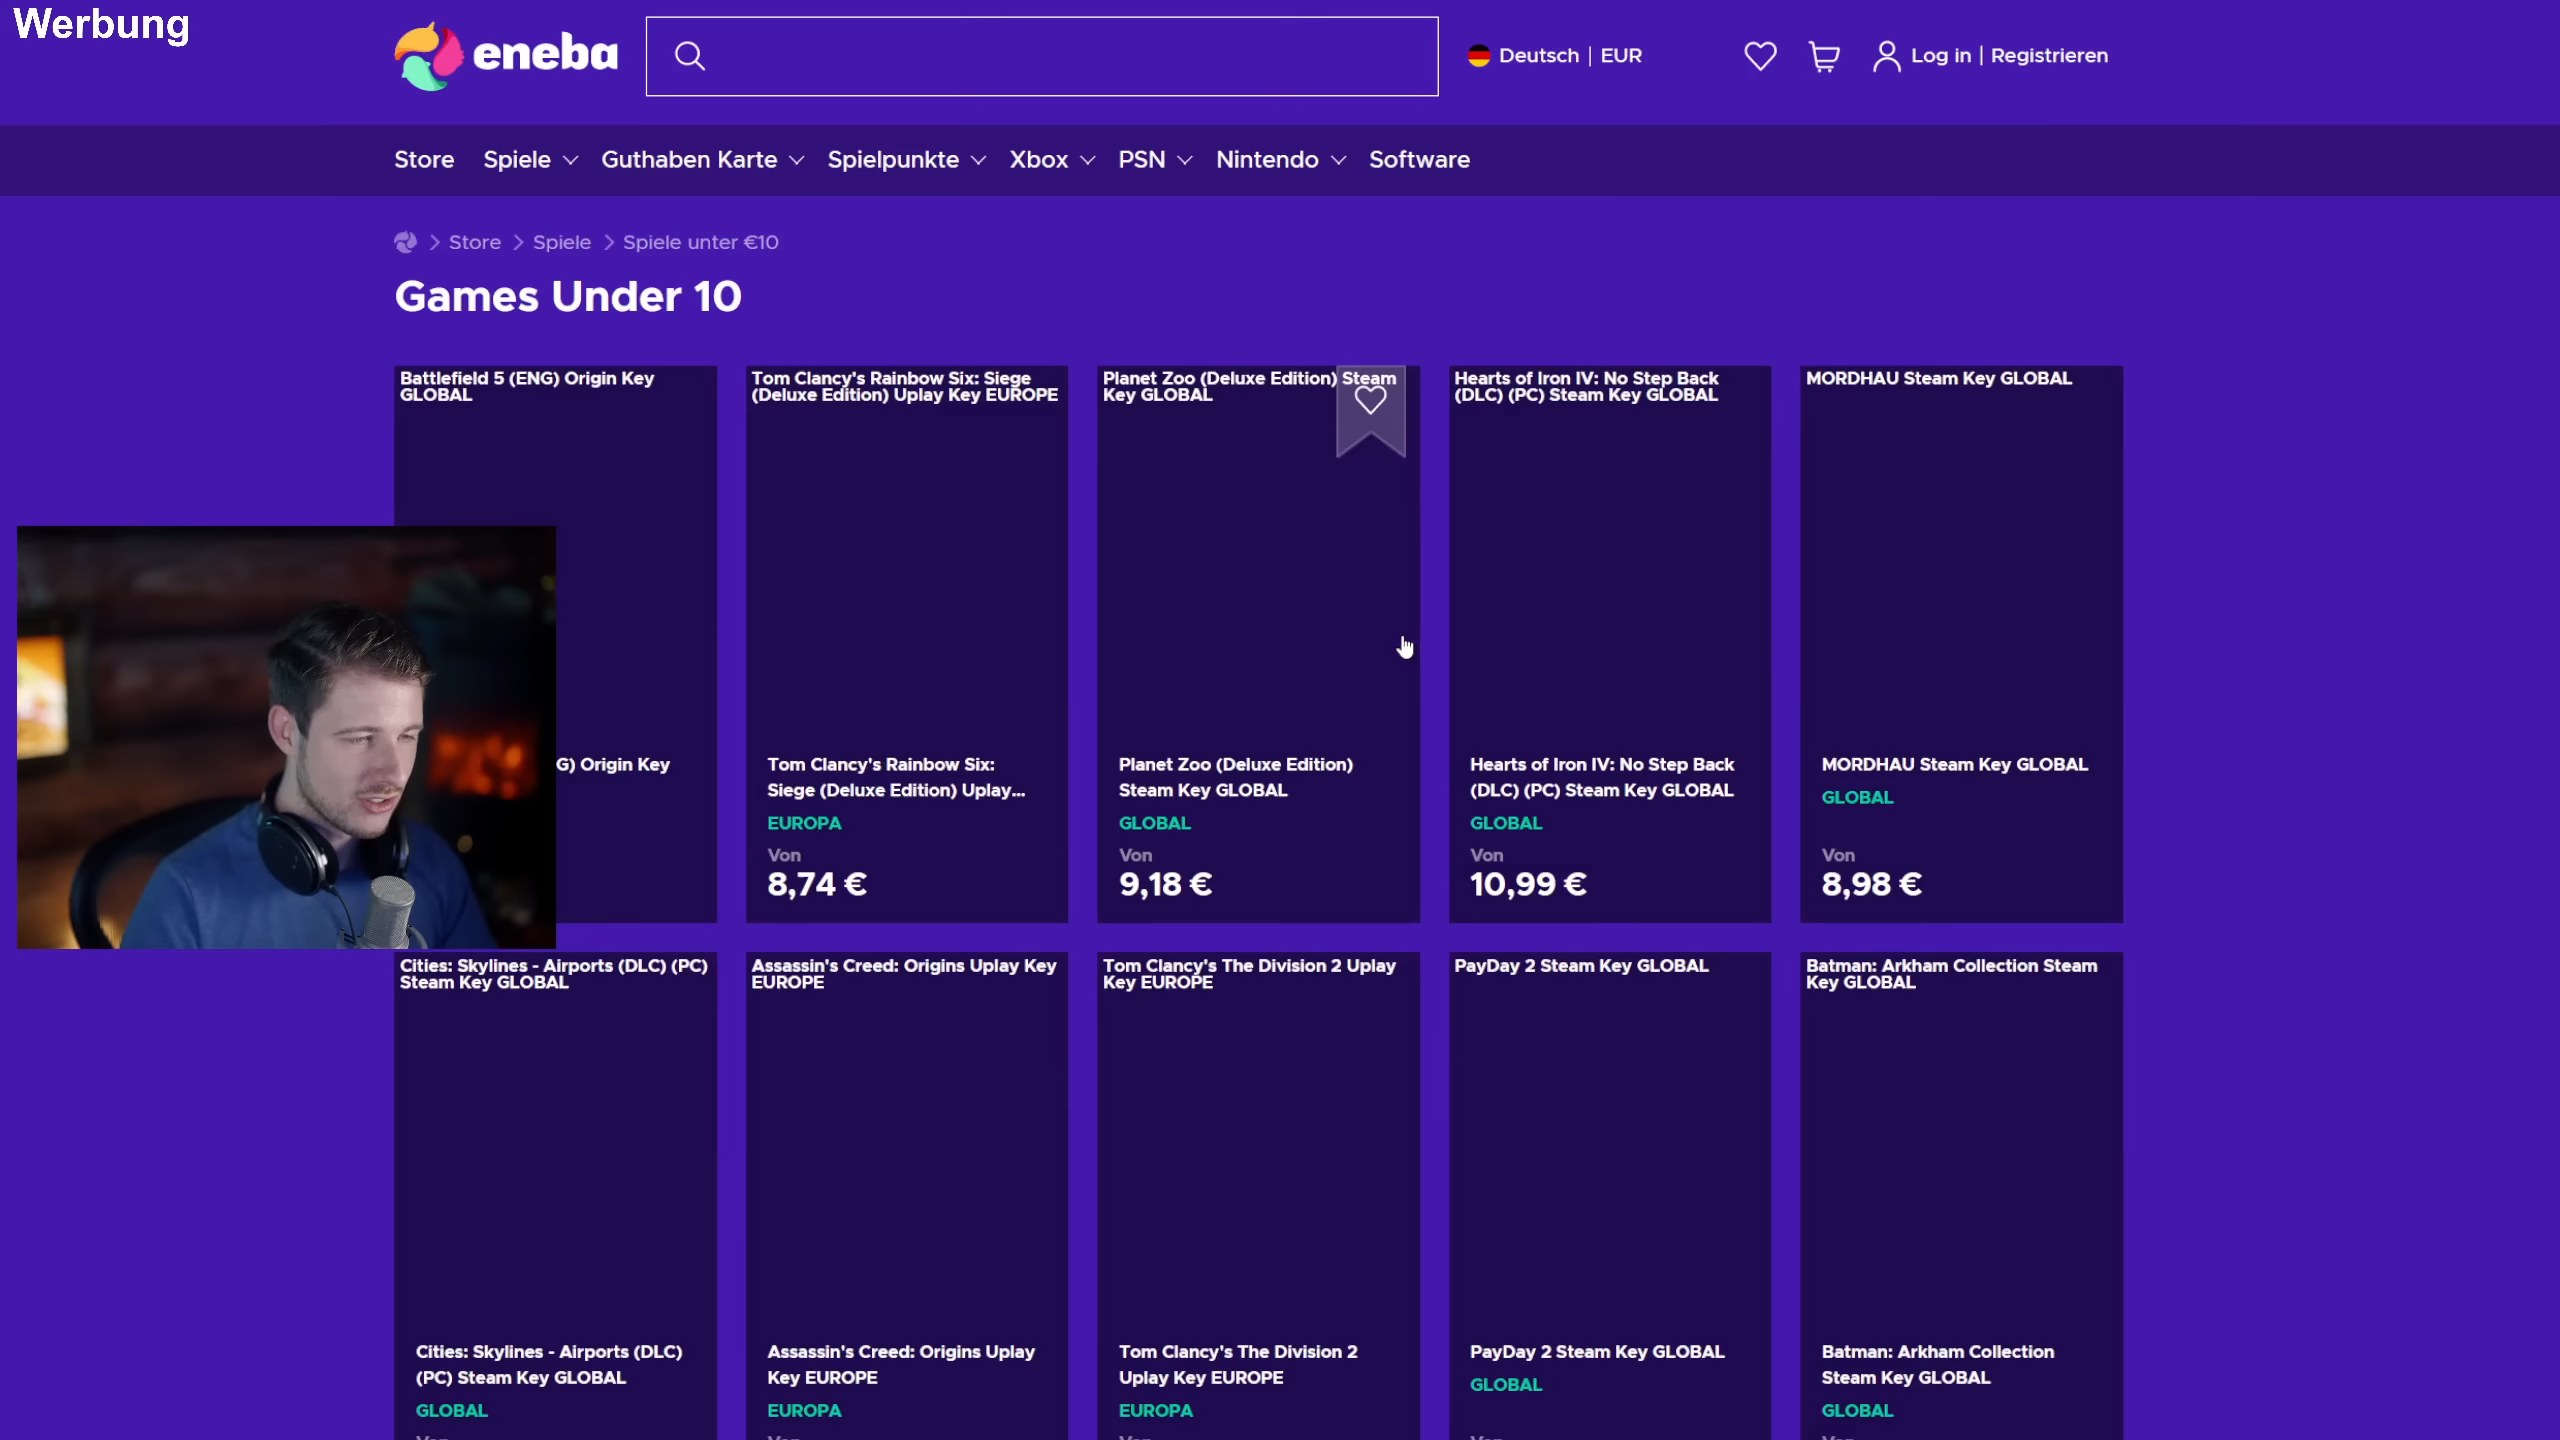 Werbung
eneba
Deutsch | EUR
Log in | Registrieren
Store
Spiele
Guthaben Karte
Spielpunkte
Xbox
PSN
Nintendo
Software
Store
Spiele
Spiele unter €10
Games Under 10
Battlefield 5 (ENG) Origin Key
GLOBAL
Tom Clancy's Rainbow Six: Siege
(Deluxe Edition) Uplay Key EUROPE
Planet Zoo (Deluxe Edition) Steam
Key GLOBAL
Hearts of Iron IV: No Step Back
(DLC) (PC) Steam Key GLOBAL
MORDHAU Steam Key GLOBAL
G) Origin Key
Tom Clancy's Rainbow Six:
Siege (Deluxe Edition) Uplay...
EUROPA
Von
8,74 €
Planet Zoo (Deluxe Edition)
Steam Key GLOBAL
GLOBAL
Von
9,18 €
Hearts of Iron IV: No Step Back
(DLC) (PC) Steam Key GLOBAL
GLOBAL
Von
10,99 €
MORDHAU Steam Key GLOBAL
GLOBAL
Von
8,98 €
Cities: Skylines - Airports (DLC) (PC)
Steam Key GLOBAL
Assassin's Creed: Origins Uplay Key
EUROPE
Tom Clancy's The Division 2 Uplay
Key EUROPE
PayDay 2 Steam Key GLOBAL
Batman: Arkham Collection Steam
Key GLOBAL
Cities: Skylines - Airports (DLC)
(PC) Steam Key GLOBAL
GLOBAL
Assassin's Creed: Origins Uplay
Key EUROPE
EUROPA
Tom Clancy's The Division 2
Uplay Key EUROPE
EUROPA
PayDay 2 Steam Key GLOBAL
GLOBAL
Batman: Arkham Collection
Steam Key GLOBAL
GLOBAL